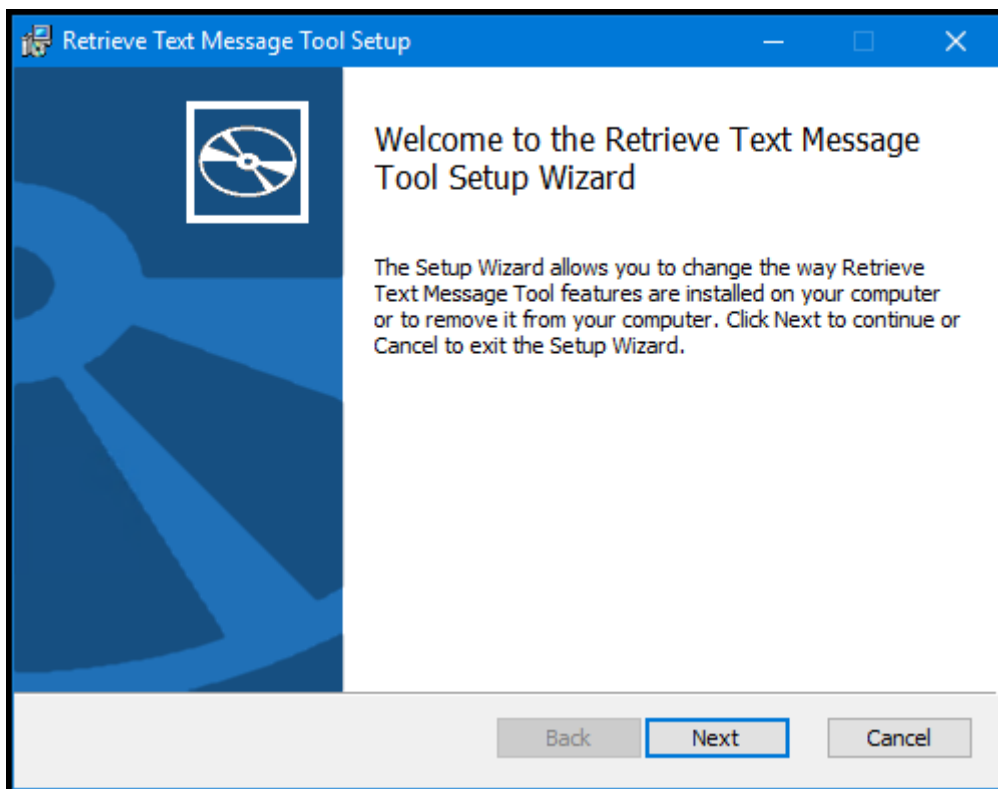 Retrieve Text Message Tool Setup
Welcome to the Retrieve Text Message
Tool Setup Wizard
The Setup Wizard allows you to change the way Retrieve
Text Message Tool features are installed on your computer
or to remove it from your computer. Click Next to continue or
Cancel to exit the Setup Wizard.
Back Next Cancel